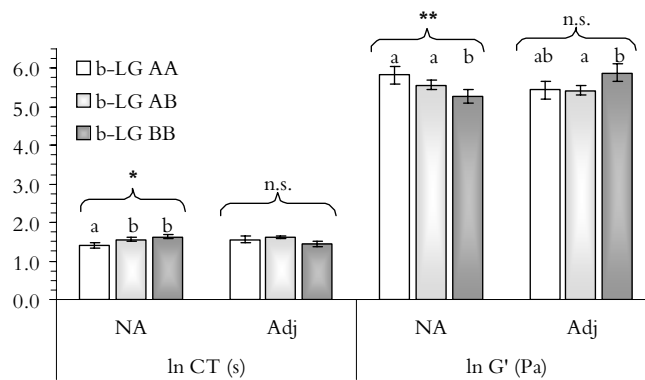 **
n.s.
a a b
ab a b
6.0
b-LG AA
5.0
b-LG AB
4.0
b-LG BB
3.0
*
n.s.
2.0
a b b
1.0
0.0
NA Adj NA Adj
ln CT (s) ln G' (Pa)